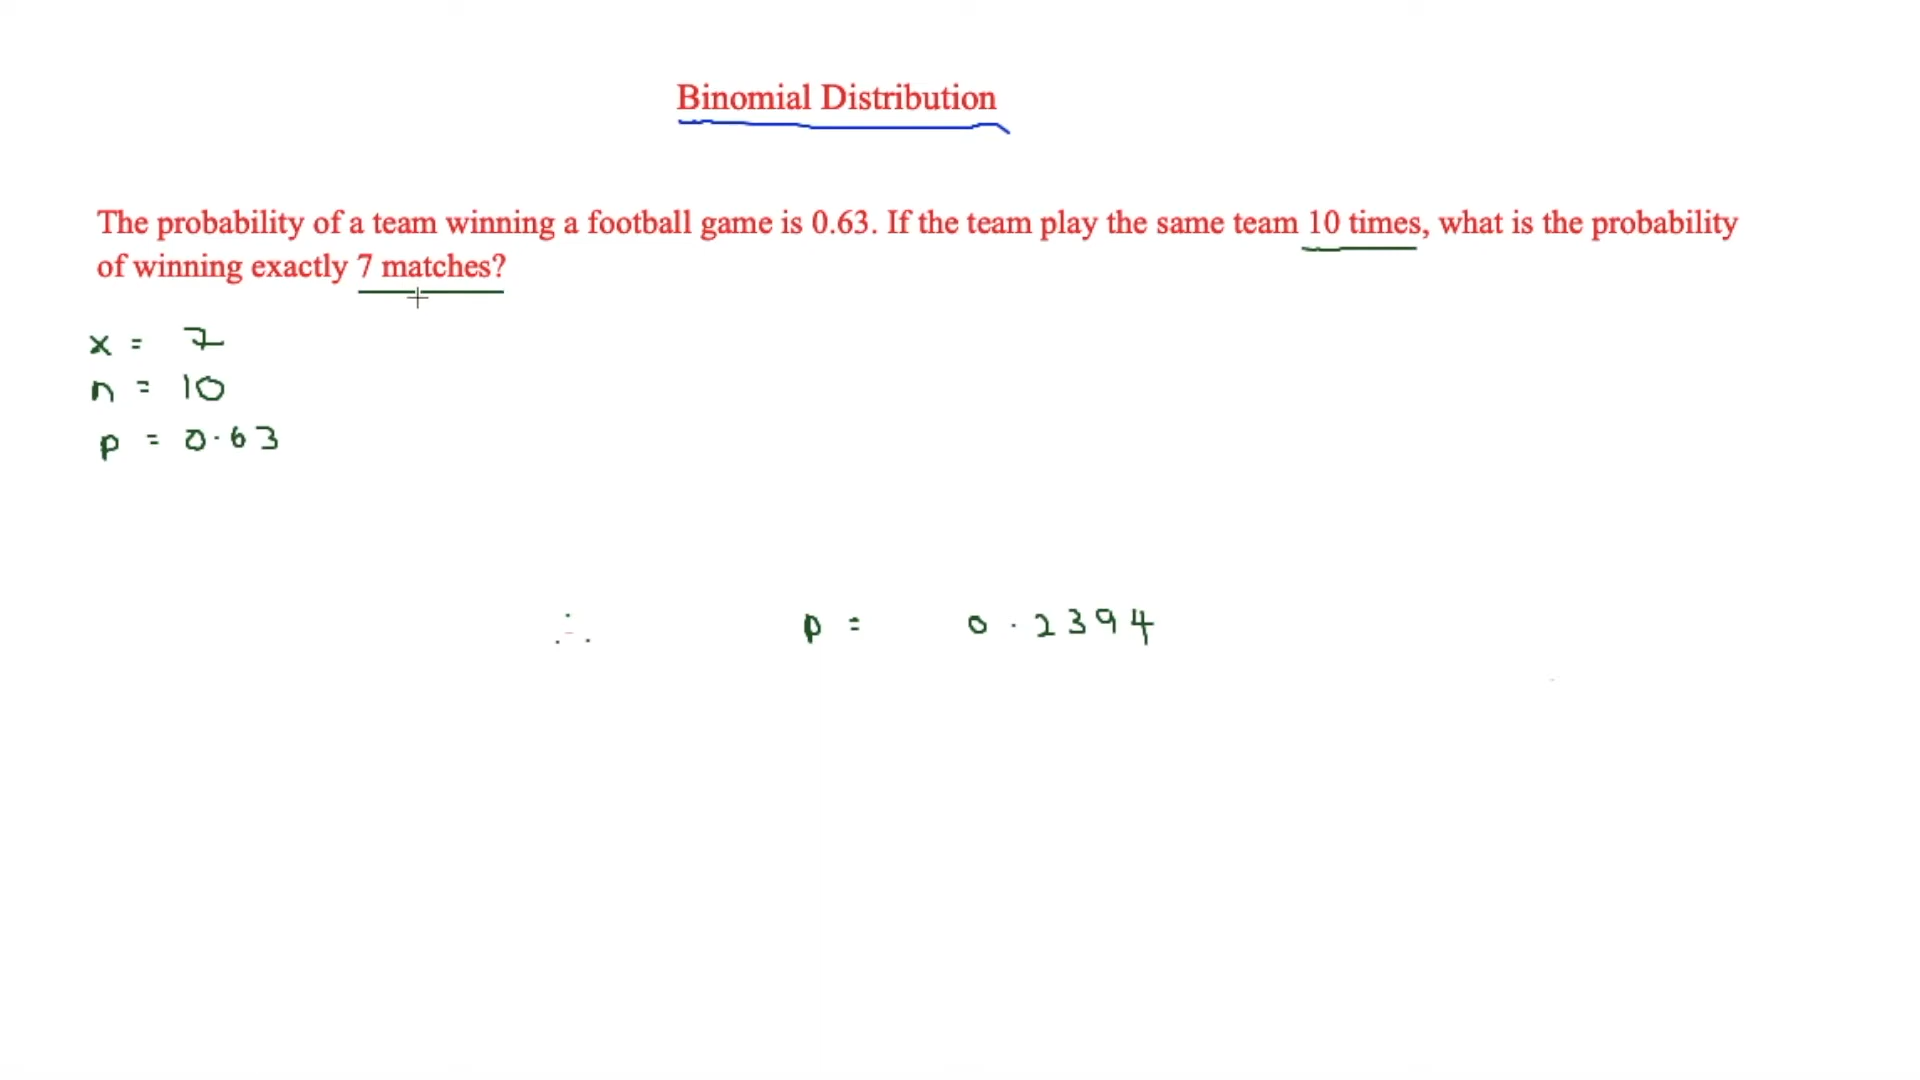 Binomial Distribution
The probability of a team winning a football game is 0.63. If the team play the same team 10 times, what is the probability
of winning exactly 7 matches?
x = 7
n = 10
p = 0.63
∴ p = 0.2394